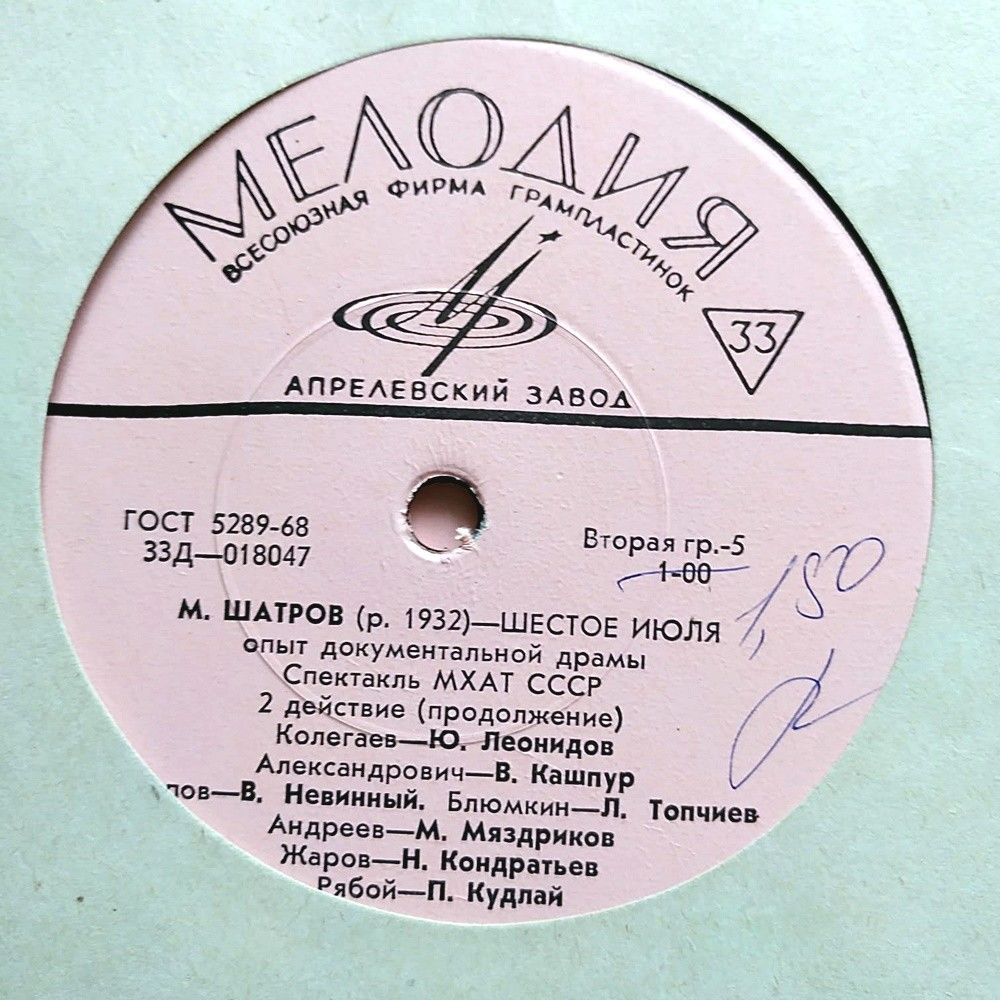 МЕЛОДИЯ
ВСЕСОЮЗНАЯ ФИРМА ГРАМПЛАСТИНОК
33
АПРЕЛЕВСКИЙ ЗАВОД
ГОСТ 5289-68
33Д—018047
Вторая гр.-5
1-00
1,50
М. ШАТРОВ (р. 1932)—ШЕСТОЕ ИЮЛЯ
опыт документальной драмы
Спектакль МХАТ СССР
2 действие (продолжение)
Колегаев—Ю. Леонидов
Александрович—В. Кашпур
пов—В. Невинный. Блюмкин—Л. Топчиев
Андреев—М. Мяздриков
Жаров—Н. Кондратьев
Рябой—П. Кудлай